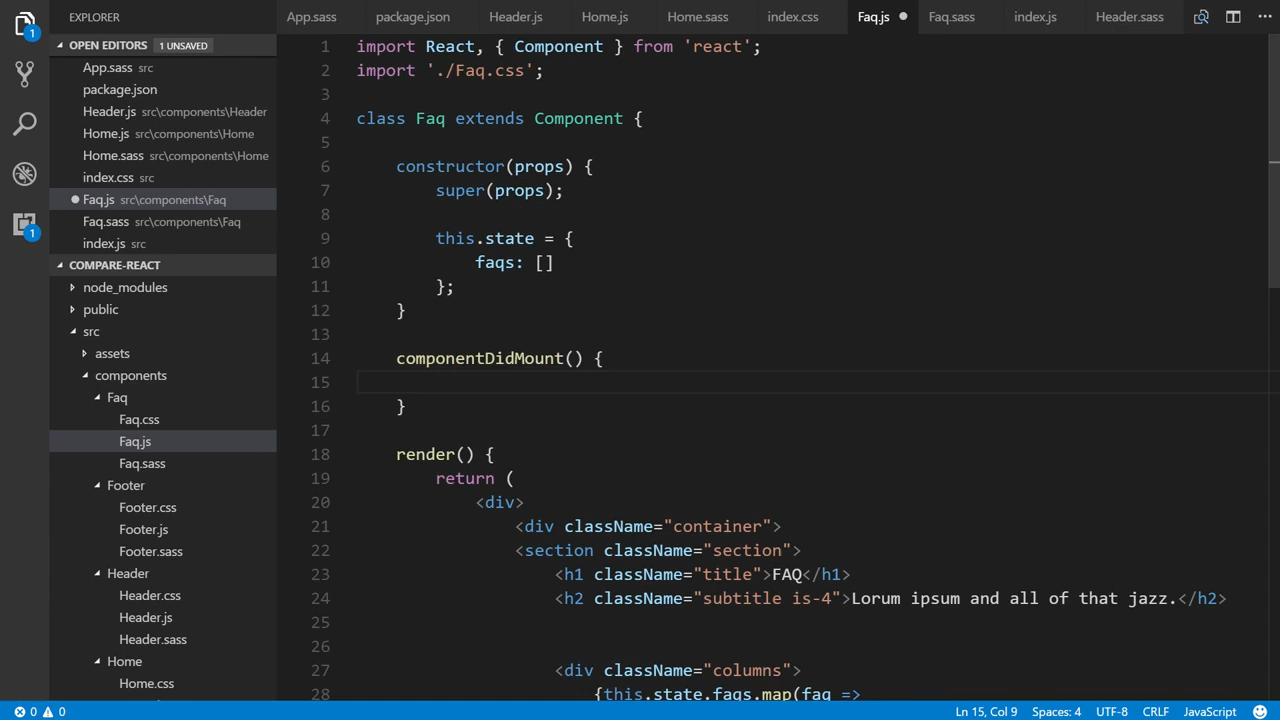 EXPLORER
App.sass
package.json
Header.js
Home.js
Home.sass
index.css
Faq.js
Faq.sass
index.js
Header.sass
1
OPEN EDITORS 1 UNSAVED
App.sass src
package.json
Header.js src\components\Header
Home.js src\components\Home
Home.sass src\components\Home
index.css src
Faq.js src\components\Faq
Faq.sass src\components\Faq
index.js src
1
COMPARE-REACT
node_modules
public
src
assets
components
Faq
Faq.css
Faq.js
Faq.sass
Footer
Footer.css
Footer.js
Footer.sass
Header
Header.css
Header.js
Header.sass
Home
Home.css
1 import React, { Component } from 'react';
2 import './Faq.css';
3
4 class Faq extends Component {
5
6 constructor(props) {
7 super(props);
8
9 this.state = {
10 faqs: []
11 };
12 }
13
14 componentDidMount() {
15
16 }
17
18 render() {
19 return (
20 <div>
21 <div className="container">
22 <section className="section">
23 <h1 className="title">FAQ</h1>
24 <h2 className="subtitle is-4">Lorum ipsum and all of that jazz.</h2>
25
26
27 <div className="columns">
28 {this.state.faqs.map(faq =>
0 0
Ln 15, Col 9
Spaces: 4
UTF-8
CRLF
JavaScript